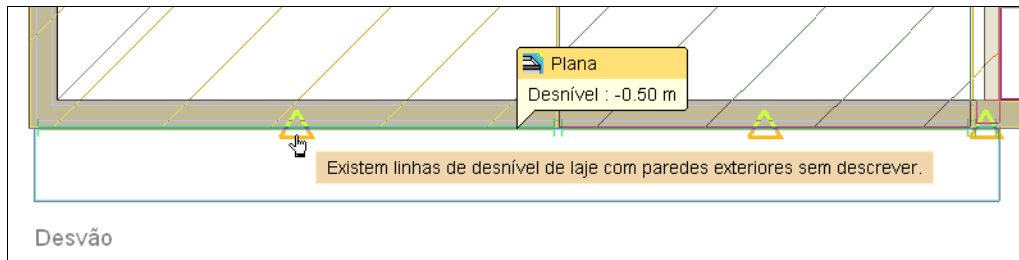 Plana
Desnível : -0.50 m
Existem linhas de desnível de laje com paredes exteriores sem descrever.
Desvão